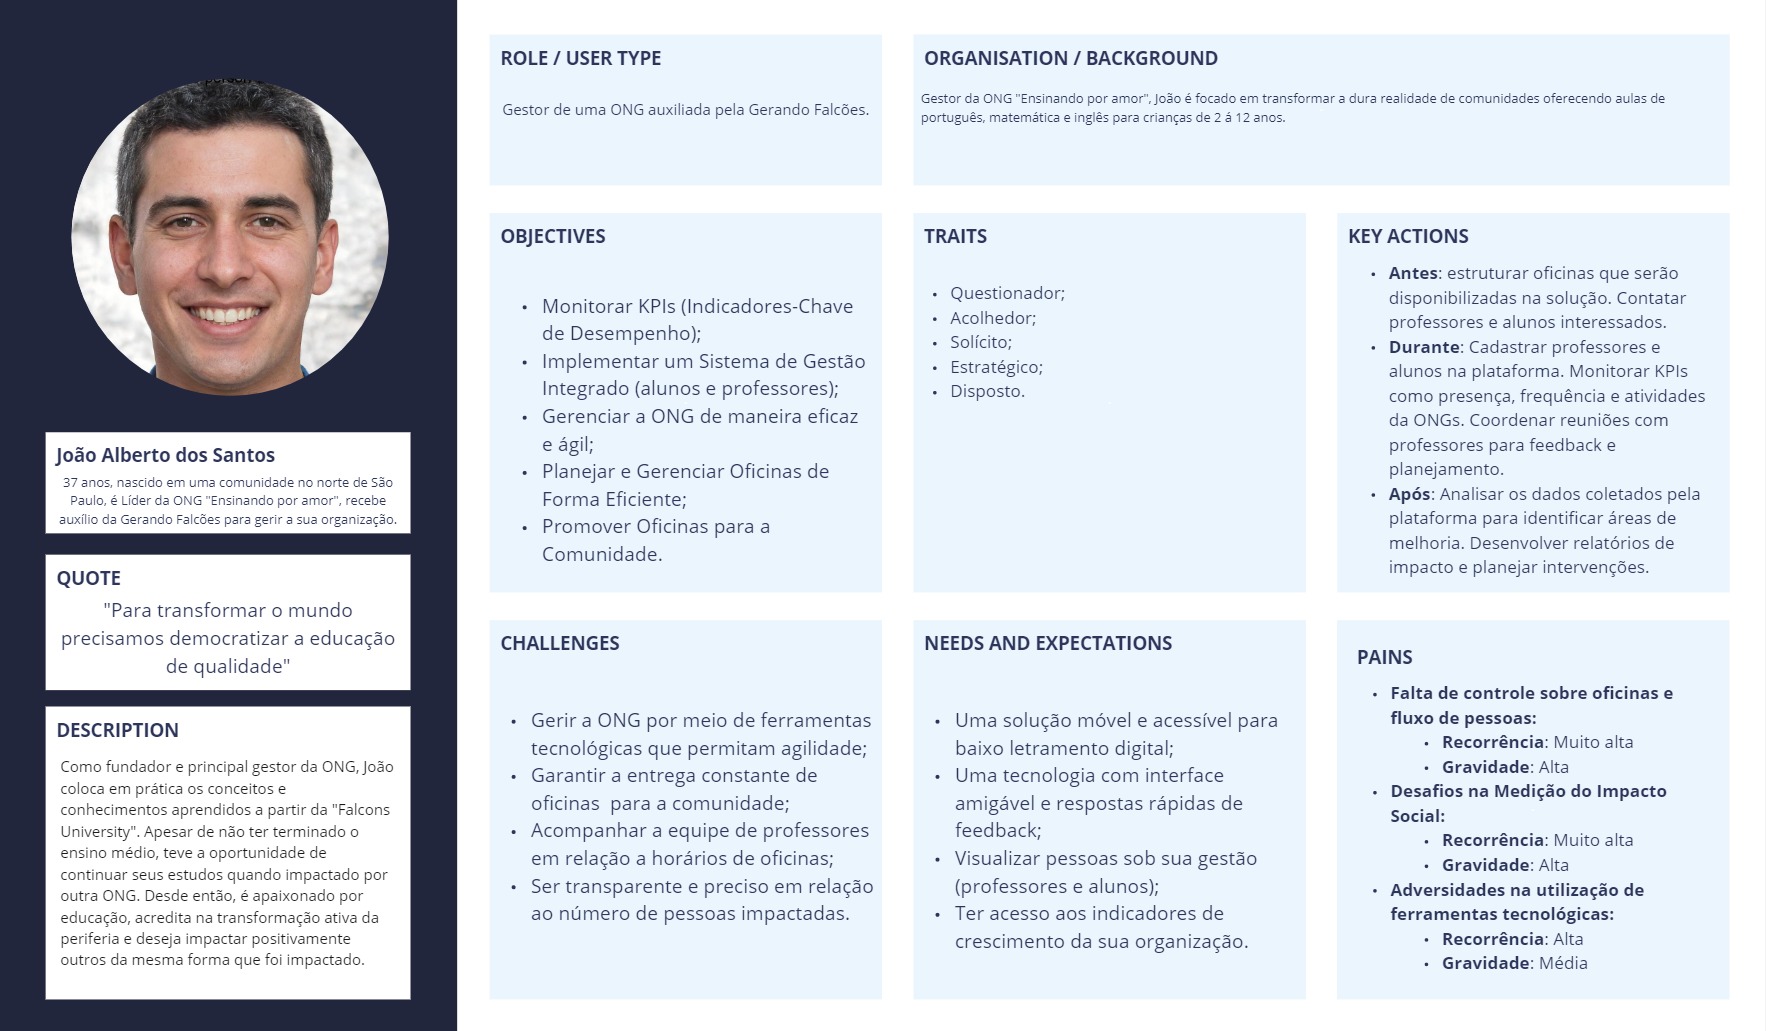 João Alberto dos Santos
37 anos, nascido em uma comunidade no norte de São
Paulo, é Líder da ONG "Ensinando por amor", recebe
auxílio da Gerando Falcões para gerir a sua organização.
QUOTE
"Para transformar o mundo
precisamos democratizar a educação
de qualidade"
DESCRIPTION
Como fundador e principal gestor da ONG, João
coloca em prática os conceitos e
conhecimentos aprendidos a partir da "Falcons
University". Apesar de não ter terminado o
ensino médio, teve a oportunidade de
continuar seus estudos quando impactado por
outra ONG. Desde então, é apaixonado por
educação, acredita na transformação ativa da
periferia e deseja impactar positivamente
outros da mesma forma que foi impactado.
ROLE / USER TYPE
Gestor de uma ONG auxiliada pela Gerando Falcões.
ORGANISATION / BACKGROUND
Gestor da ONG "Ensinando por amor", João é focado em transformar a dura realidade de comunidades oferecendo aulas de
português, matemática e inglês para crianças de 2 á 12 anos.
OBJECTIVES
• Monitorar KPIs (Indicadores-Chave
de Desempenho);
• Implementar um Sistema de Gestão
Integrado (alunos e professores);
• Gerenciar a ONG de maneira eficaz
e ágil;
• Planejar e Gerenciar Oficinas de
Forma Eficiente;
• Promover Oficinas para a
Comunidade.
TRAITS
• Questionador;
• Acolhedor;
• Solícito;
• Estratégico;
• Disposto.
KEY ACTIONS
• Antes: estruturar oficinas que serão
disponibilizadas na solução. Contatar
professores e alunos interessados.
• Durante: Cadastrar professores e
alunos na plataforma. Monitorar KPIs
como presença, frequência e atividades
da ONGs. Coordenar reuniões com
professores para feedback e
planejamento.
• Após: Analisar os dados coletados pela
plataforma para identificar áreas de
melhoria. Desenvolver relatórios de
impacto e planejar intervenções.
CHALLENGES
• Gerir a ONG por meio de ferramentas
tecnológicas que permitam agilidade;
• Garantir a entrega constante de
oficinas  para a comunidade;
• Acompanhar a equipe de professores
em relação a horários de oficinas;
• Ser transparente e preciso em relação
ao número de pessoas impactadas.
NEEDS AND EXPECTATIONS
• Uma solução móvel e acessível para
baixo letramento digital;
• Uma tecnologia com interface
amigável e respostas rápidas de
feedback;
• Visualizar pessoas sob sua gestão
(professores e alunos);
• Ter acesso aos indicadores de
crescimento da sua organização.
PAINS
• Falta de controle sobre oficinas e
fluxo de pessoas:
• Recorrência: Muito alta
• Gravidade: Alta
• Desafios na Medição do Impacto
Social:
• Recorrência: Muito alta
• Gravidade: Alta
• Adversidades na utilização de
ferramentas tecnológicas:
• Recorrência: Alta
• Gravidade: Média